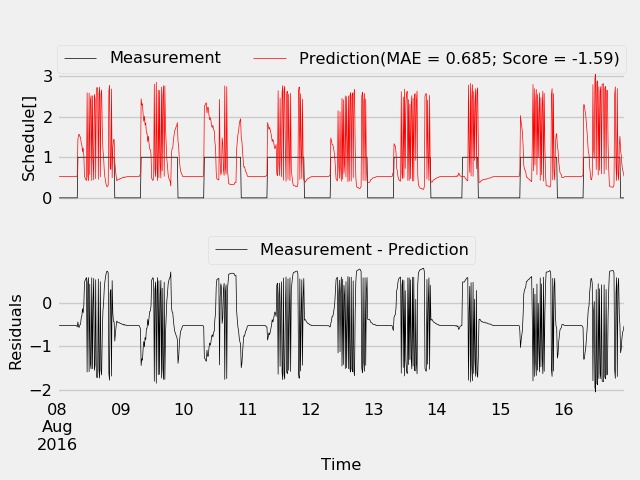 Measurement
Prediction(MAE = 0.685; Score = -1.59)
Schedule[]
3
2
1
0
Measurement - Prediction
Residuals
0
−1
−2
08 09 10 11 12 13 14 15 16
Aug
2016
Time